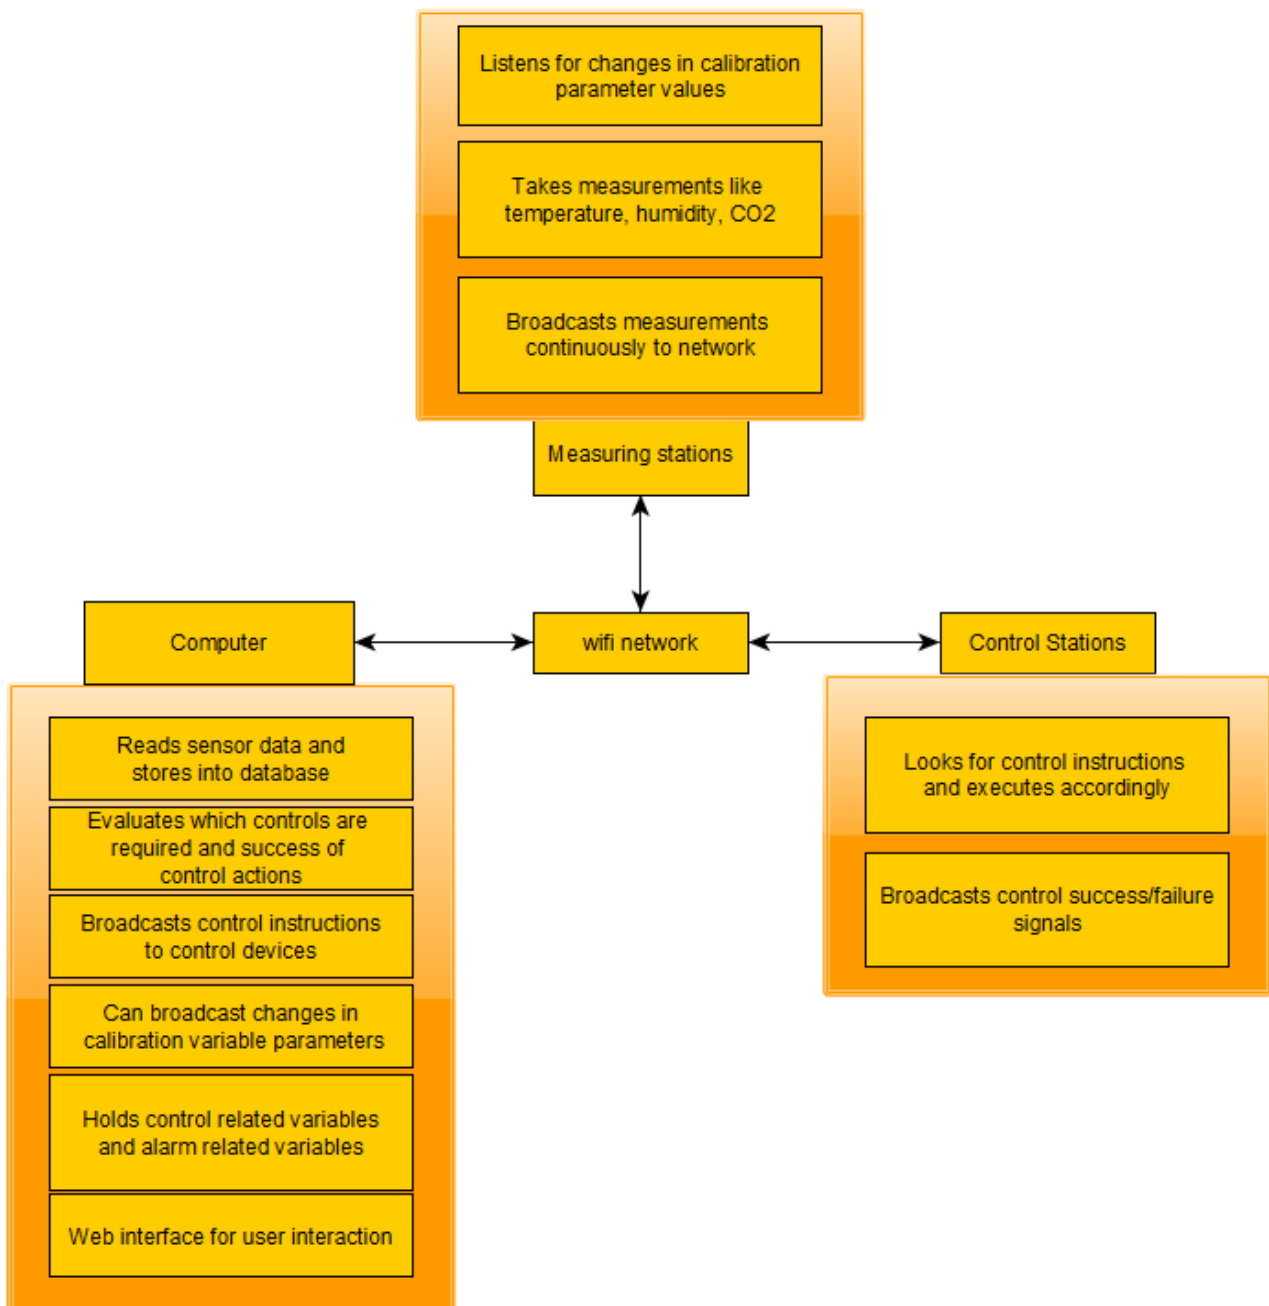 Listens for changes in calibration
parameter values
Takes measurements like
temperature, humidity, CO2
Broadcasts measurements
continuously to network
Measuring stations
Computer
wifi network
Control Stations
Reads sensor data and
stores into database
Evaluates which controls are
required and success of
control actions
Broadcasts control instructions
to control devices
Can broadcast changes in
calibration variable parameters
Holds control related variables
and alarm related variables
Web interface for user interaction
Looks for control instructions
and executes accordingly
Broadcasts control success/failure
signals